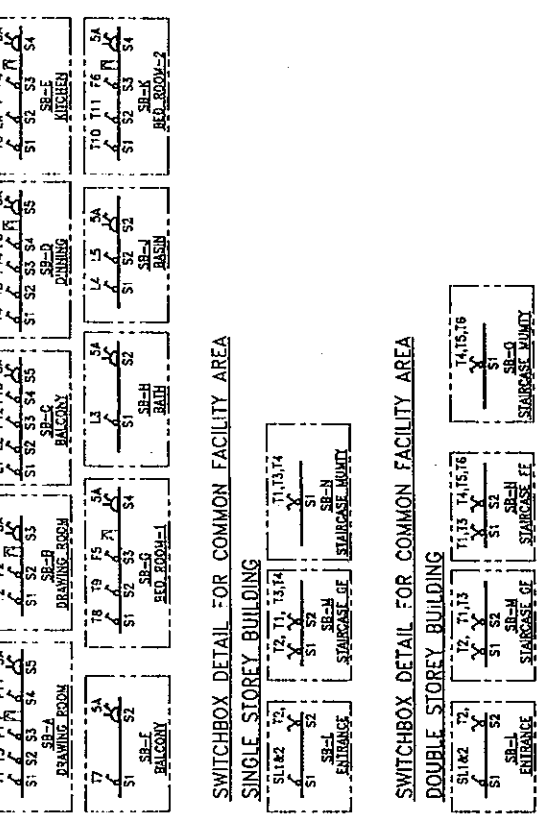 5A
S1 S2 S3 S4 S5
SB-A
DRAWING ROOM
5A
S1 S2 S3
SB-B
DRAWING ROOM
S1 S2 S3 S4 S5
SB-C
BALCONY
S1 S2 S3 S4 S5
SB-D
DINNING
S1 S2 S3 S4
SB-E
KITCHEN
T7 5A
S1 S2
SB-F
BALCONY
T8 T9 F5 5A
S1 S2 S3 S4
SB-G
BED ROOM-1
L3 5A
S1 S2
SB-H
BATH
L4 L5 5A
S1 S2 S2
SB-J
BASIN
T10 T11 F6 5A
S1 S2 S3 S4
SB-K
BED ROOM-2
SWITCHBOX DETAIL FOR COMMON FACILITY AREA
SINGLE STOREY BUILDING
SL1&2 T2,
S1 S2
SB-L
ENTRANCE
T2, T1, T3,T4
S1 S2
SB-M
STAIRCASE GF
T1,T3,T4
S1
SB-N
STAIRCASE MUMTY
SWITCHBOX DETAIL FOR COMMON FACILITY AREA
DOUBLE STOREY BUILDING
SL1&2 T2,
S1 S2
SB-L
ENTRANCE
T2, T1,T3
S1 S2
SB-M
STAIRCASE GF
T1,T3 T4,T5,T6
S1 S2
SB-N
STAIRCASE FF
T4,T5,T6
S1
SB-O
STAIRCASE MUMTY